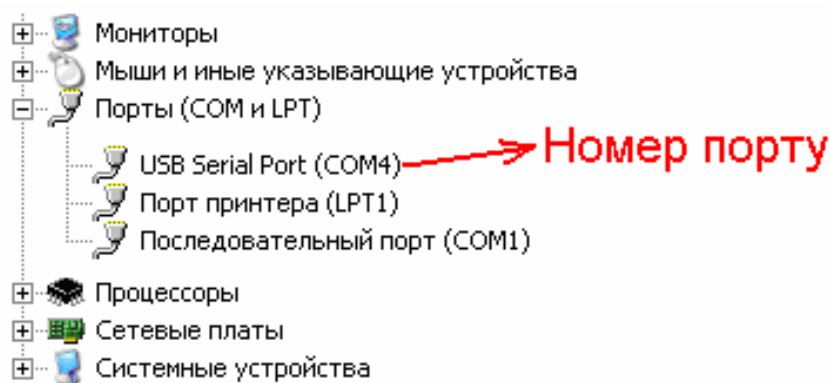 Мониторы
Мыши и иные указывающие устройства
Порты (COM и LPT)
USB Serial Port (COM4)
Номер порту
Порт принтера (LPT1)
Последовательный порт (COM1)
Процессоры
Сетевые платы
Системные устройства